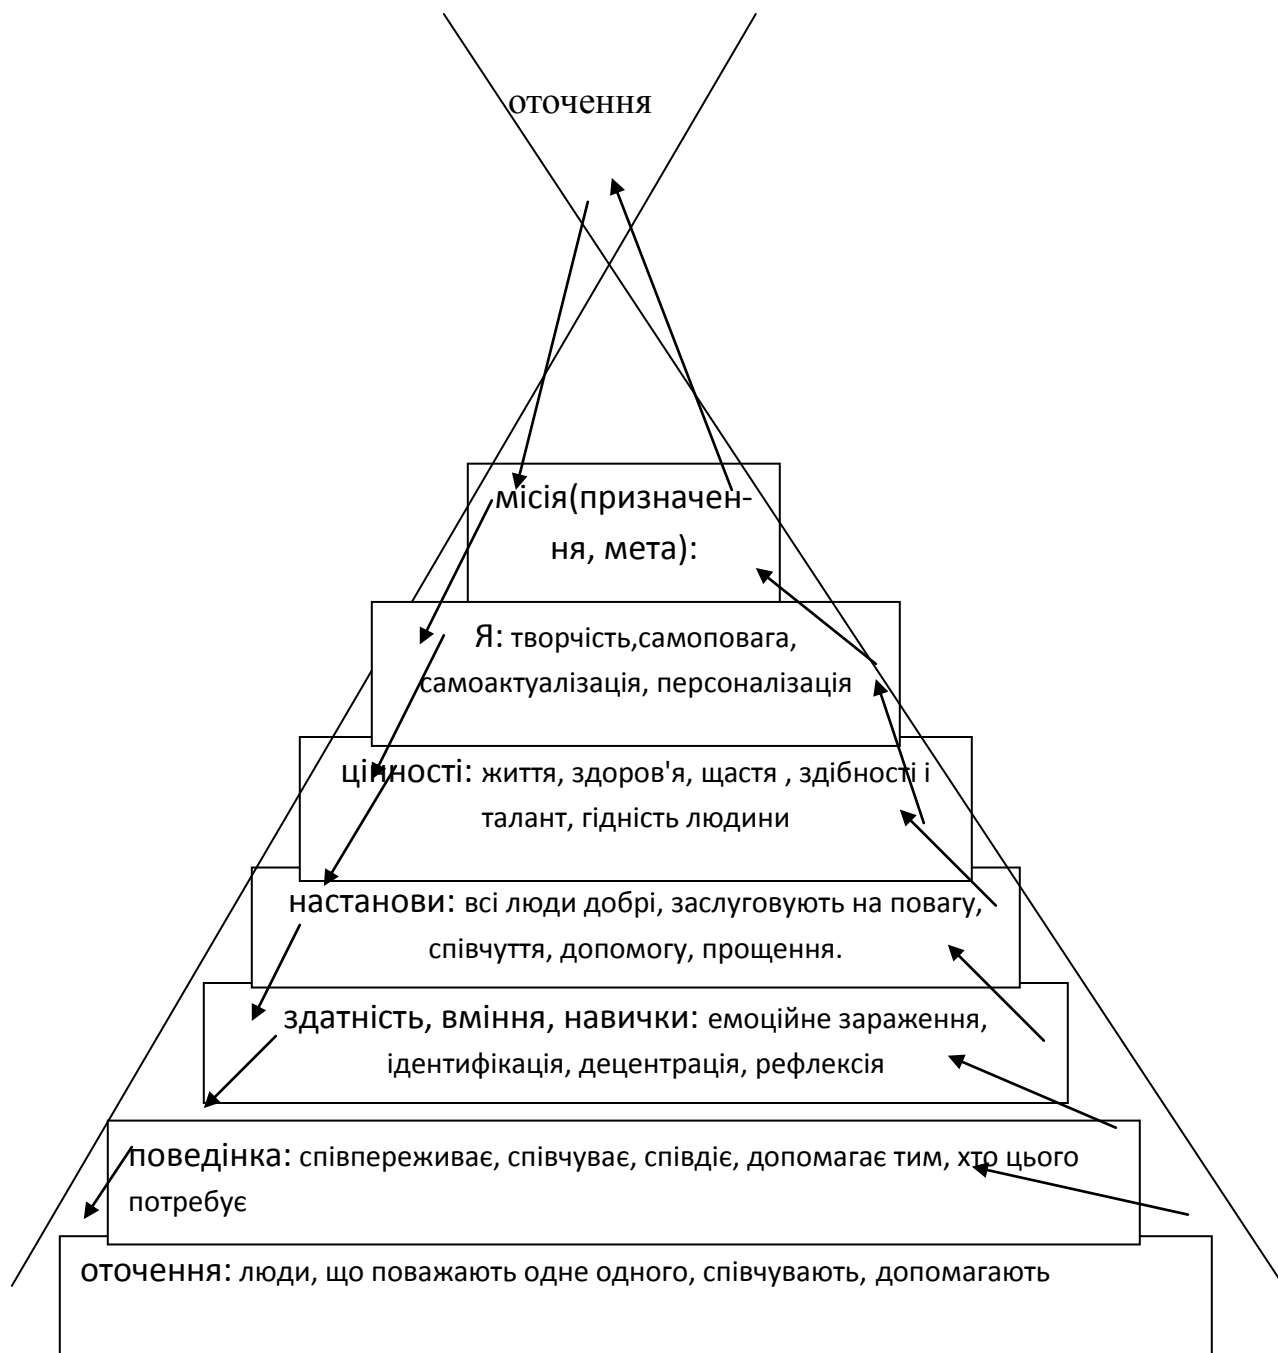 оточення
місія(призначен-
ня, мета):
Я: творчість,самоповага,
самоактуалізація, персоналізація
цінності: життя, здоров'я, щастя , здібності і
талант, гідність людини
настанови: всі люди добрі, заслуговують на повагу,
співчуття, допомогу, прощення.
здатність, вміння, навички: емоційне зараження,
ідентифікація, децентрація, рефлексія
поведінка: співпереживає, співчуває, співдіє, допомагає тим, хто цього
потребує
оточення: люди, що поважають одне одного, співчувають, допомагають